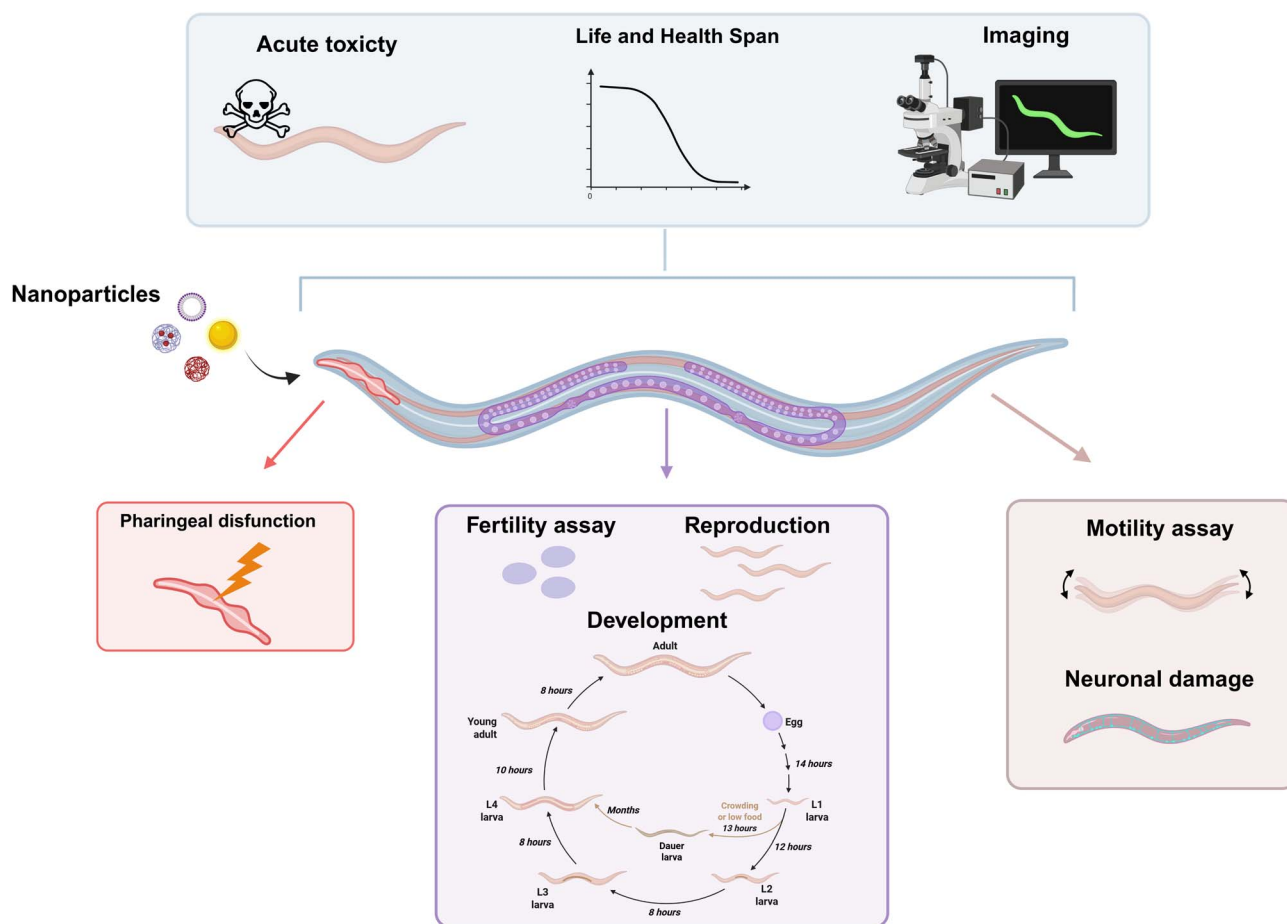 Acute toxicty
Life and Health Span
Imaging
0
Nanoparticles
Pharingeal disfunction
Fertility assay
Reproduction
Development
Adult
8 hours
Young
adult
Egg
14 hours
10 hours
L4
larva
Months
Crowding
or low food
13 hours
L1
larva
Dauer
larva
12 hours
8 hours
L3
larva
L2
larva
8 hours
Motility assay
Neuronal damage